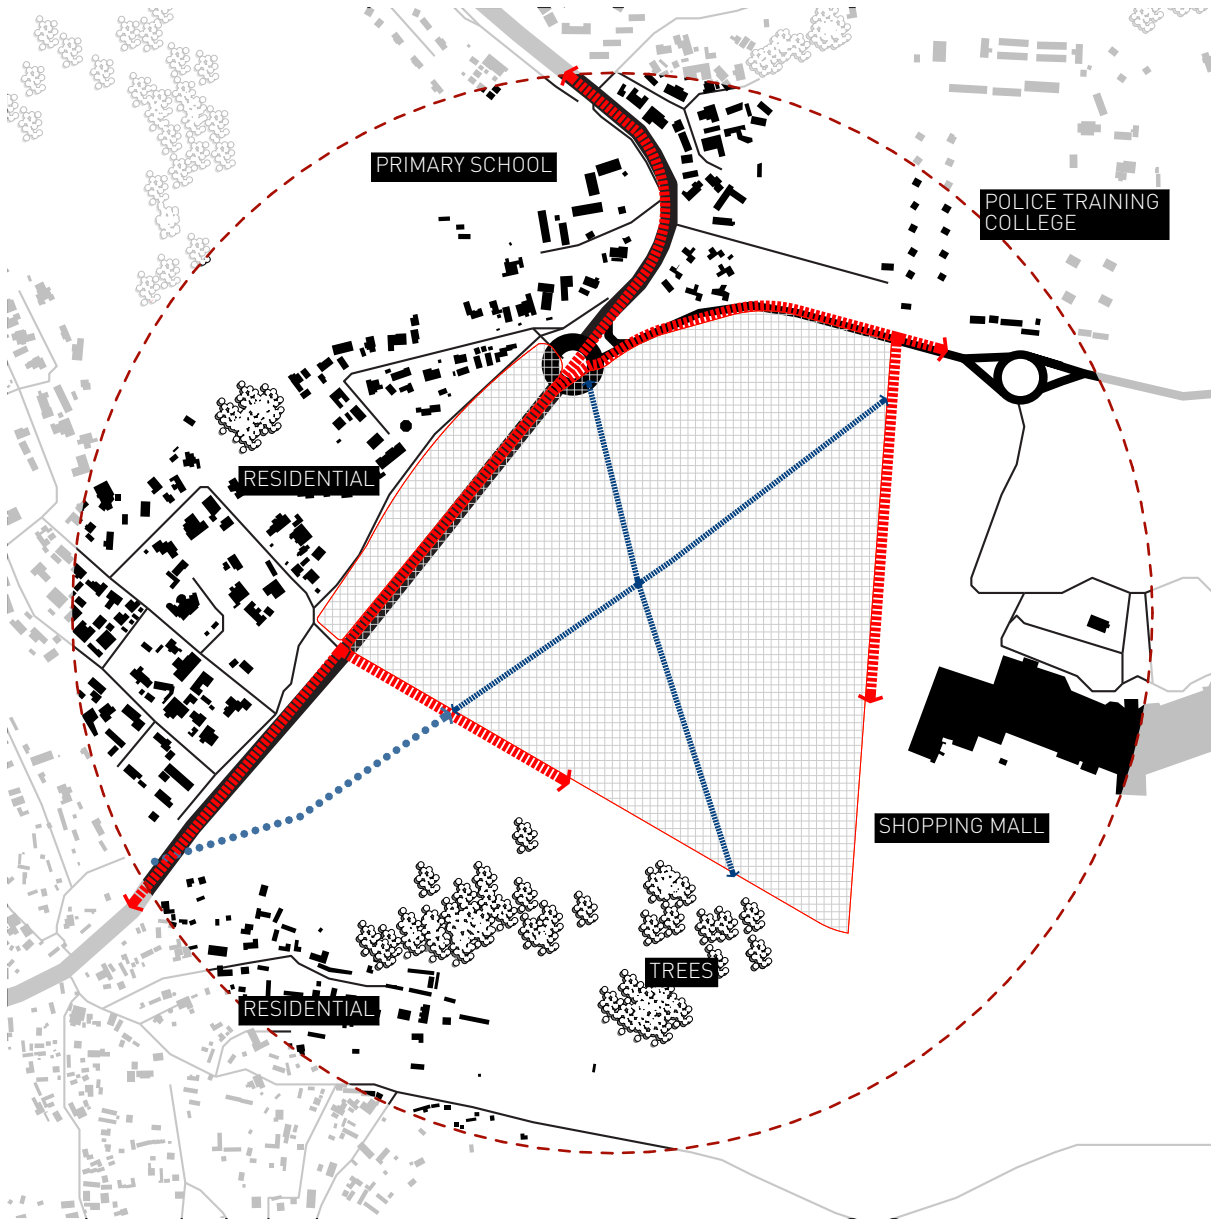 PRIMARY SCHOOL
POLICE TRAINING
COLLEGE
RESIDENTIAL
SHOPPING MALL
TREES
RESIDENTIAL